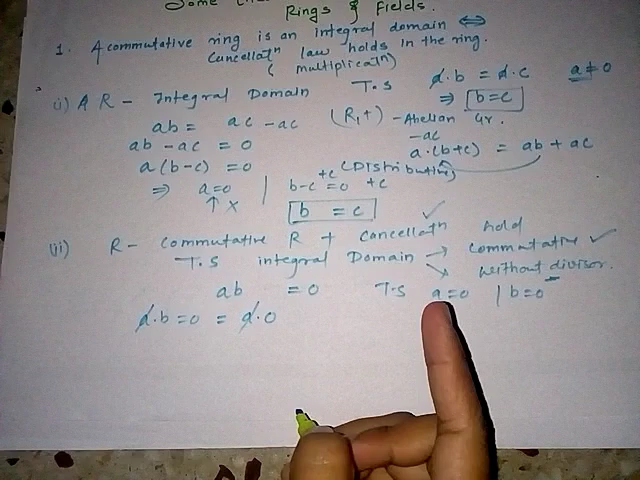 Some
Rings & Fields.
1. A commutative ring is an integral domain ⇔
Cancellatn law holds in the ring.
( multiplicatn)
i) A R - Integral Domain T.S a.b = a.c a≠0
⇒ b=c
ab = ac -ac (R,+) - Abelian Gr.
-ac
ab - ac = 0 a.(b+c) = ab + ac
a(b-c) = 0 (Distributive)
⇒ a=0 | b-c+c=0+c
↑ x b = c
(ii) R - Commutative R + Cancellatn hold
T.S integral Domain → Commutative ✓
↘ without divisor.
ab = 0 T.S a=0 | b=0
a.b=0 = a.0